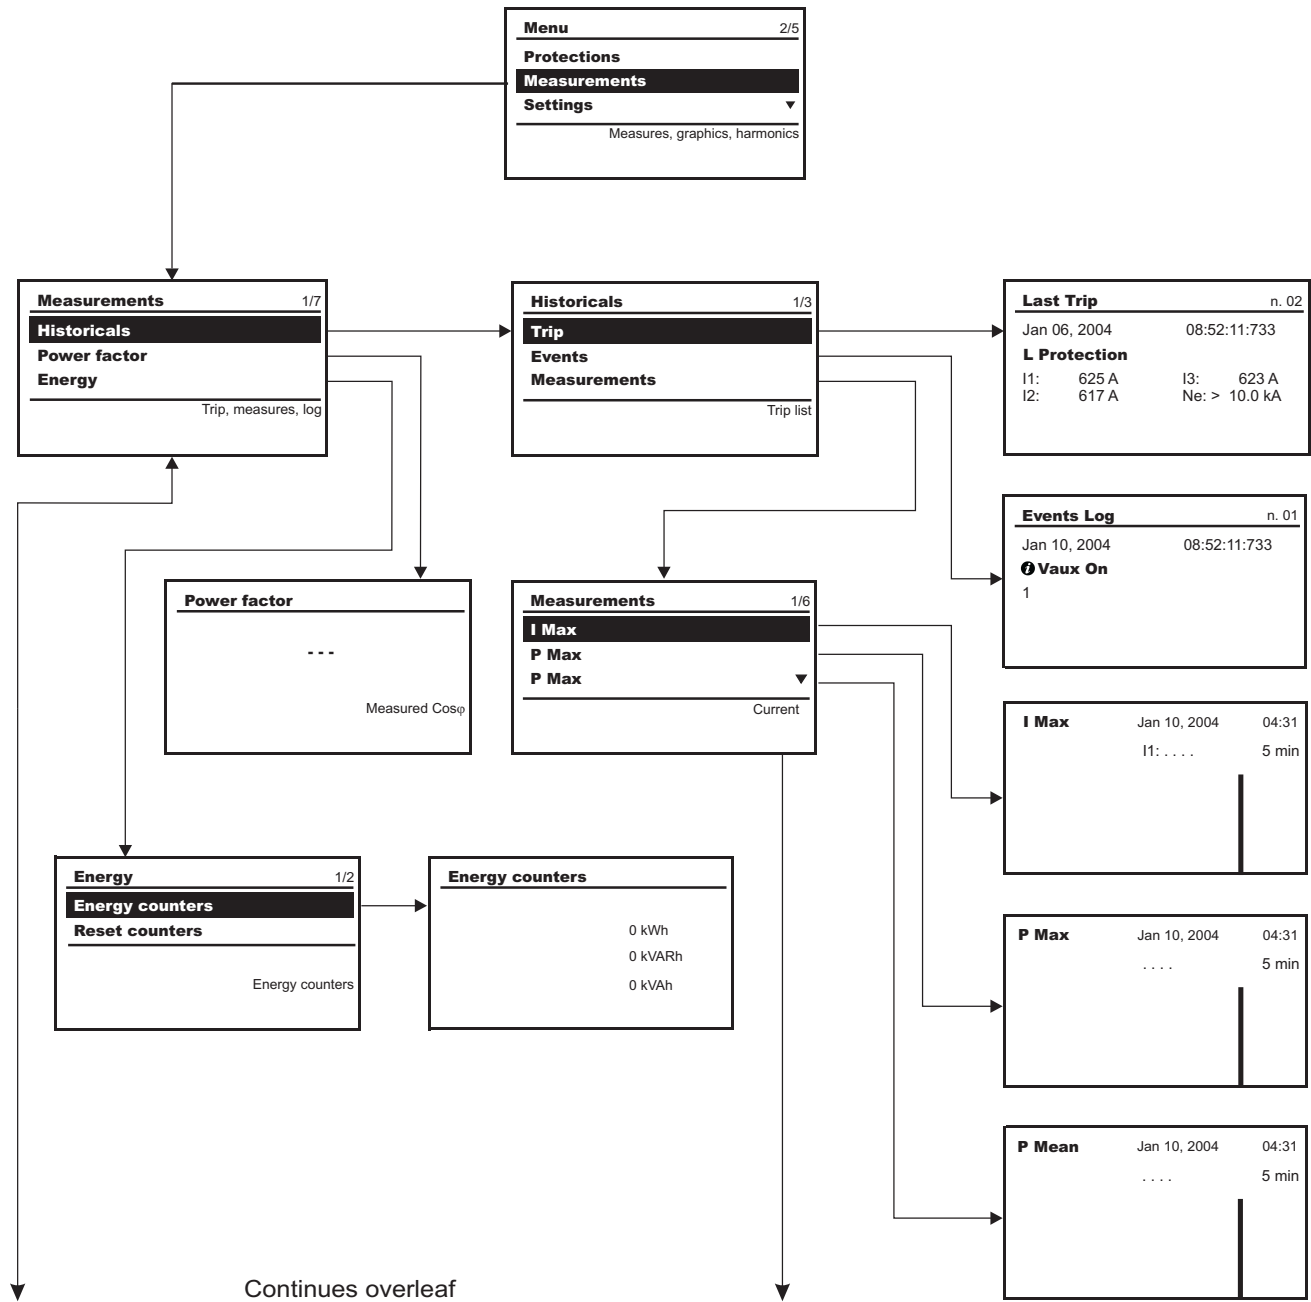 Menu 2/5
Protections
Measurements
Settings ▼
Measures, graphics, harmonics
Measurements 1/7
Historicals
Power factor
Energy
Trip, measures, log
Historicals 1/3
Trip
Events
Measurements
Trip list
Last Trip n. 02
Jan 06, 2004 08:52:11:733
L Protection
I1: 625 A I3: 623 A
I2: 617 A Ne: > 10.0 kA
Events Log n. 01
Jan 10, 2004 08:52:11:733
i Vaux On
1
Power factor
- - -
Measured Cosφ
Measurements 1/6
I Max
P Max
P Max ▼
Current
I Max Jan 10, 2004 04:31
I1: . . . . 5 min
Energy 1/2
Energy counters
Reset counters
Energy counters
Energy counters
0 kWh
0 kVARh
0 kVAh
P Max Jan 10, 2004 04:31
. . . . 5 min
P Mean Jan 10, 2004 04:31
. . . . 5 min
Continues overleaf